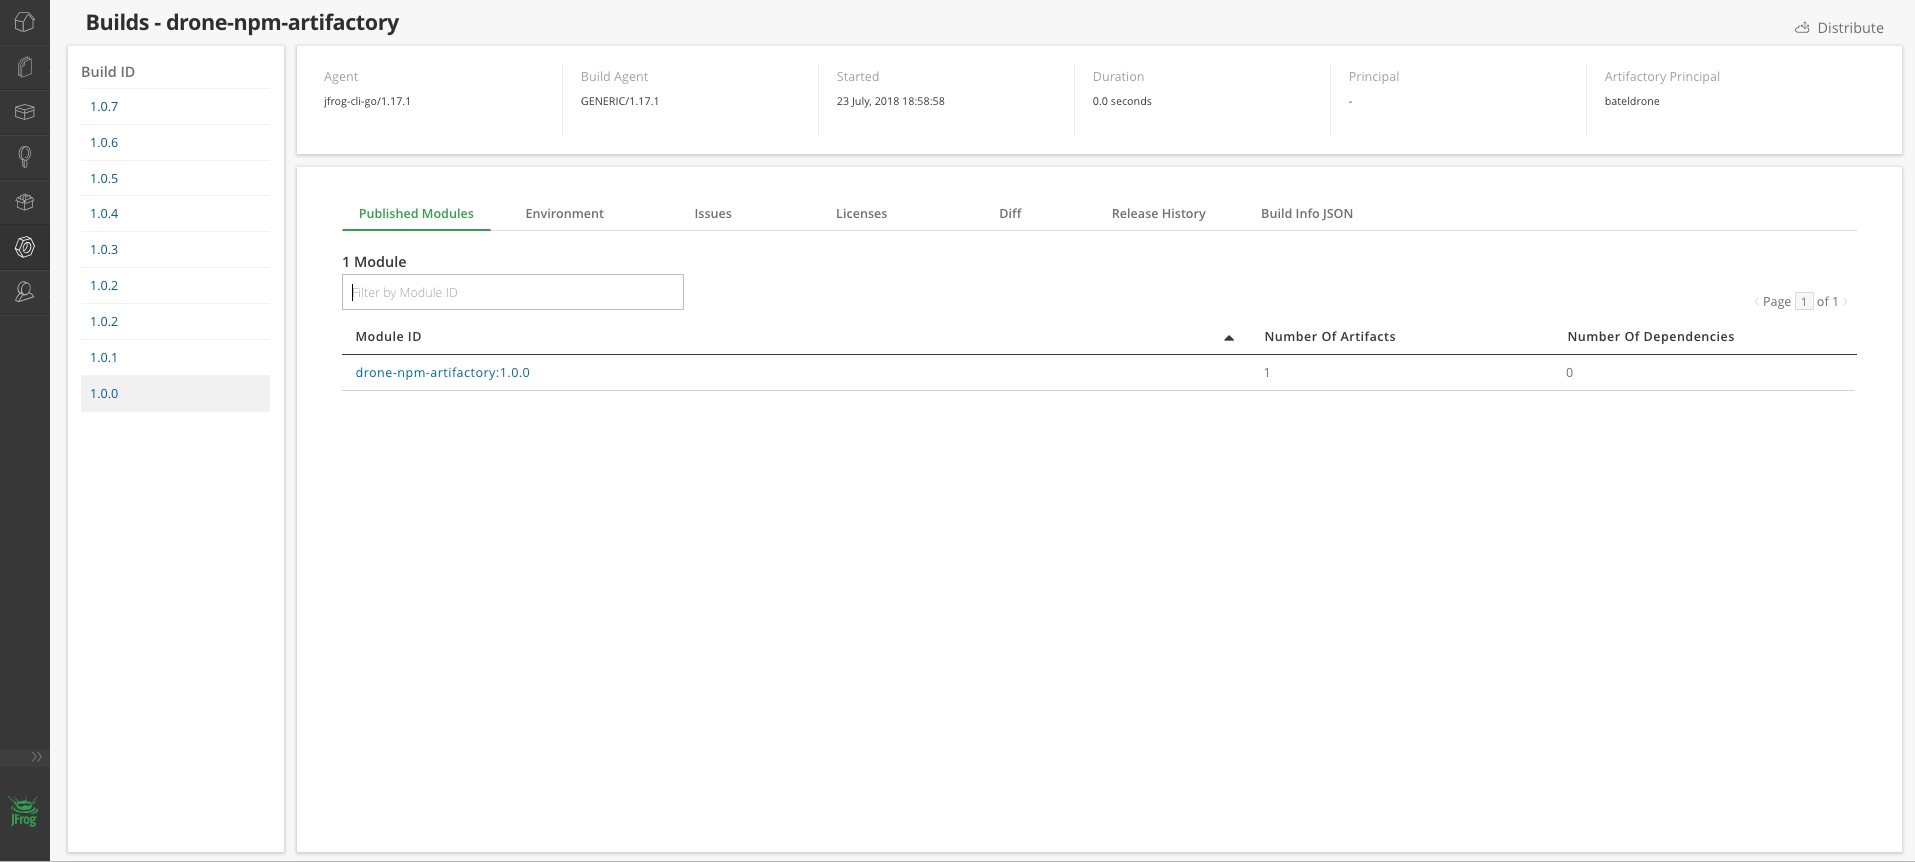 Builds - drone-npm-artifactory
Distribute
Build ID
1.0.7
1.0.6
1.0.5
1.0.4
1.0.3
1.0.2
1.0.2
1.0.1
1.0.0
Agent
jfrog-cli-go/1.17.1
Build Agent
GENERIC/1.17.1
Started
23 July, 2018 18:58:58
Duration
0.0 seconds
Principal
-
Artifactory Principal
bateldrone
Published Modules Environment Issues Licenses Diff Release History Build Info JSON
1 Module
Filter by Module ID
Page 1 of 1
Module ID Number Of Artifacts Number Of Dependencies
drone-npm-artifactory:1.0.0 1 0
JFrog